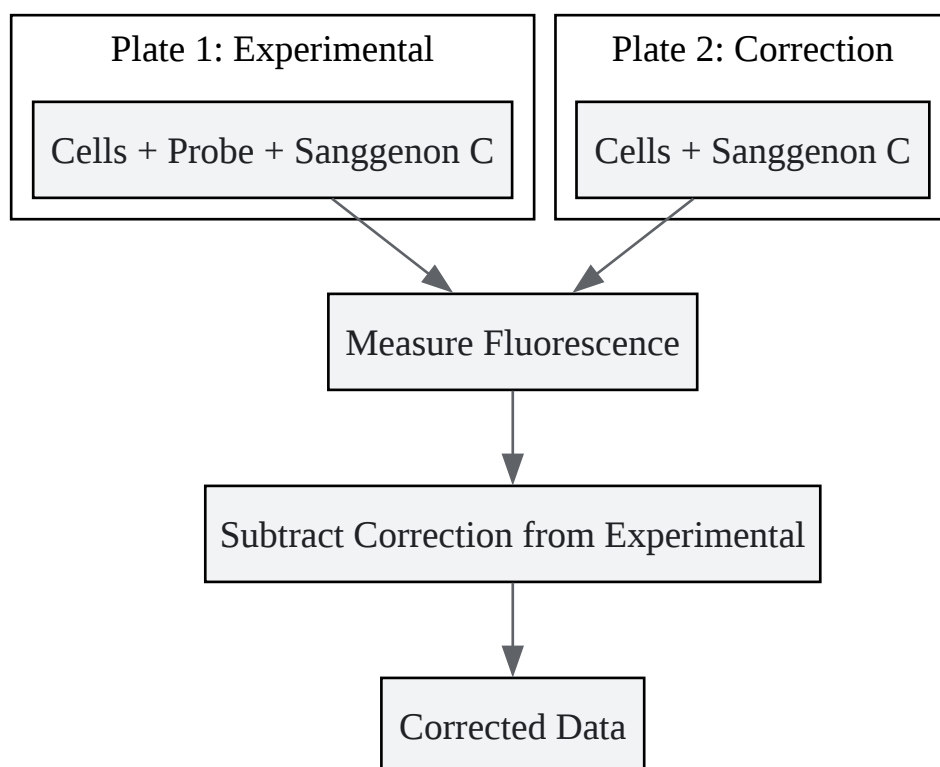 Plate 1: Experimental
Plate 2: Correction
Cells + Probe + Sanggenon C
Cells + Sanggenon C
Measure Fluorescence
Subtract Correction from Experimental
Corrected Data